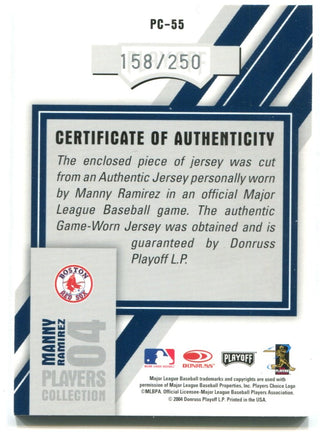 PC-55
158/250
CERTIFICATE OF AUTHENTICITY
The enclosed piece of jersey was cut
from an Authentic Jersey personally worn
by Manny Ramirez in an official Major
League Baseball game. The authentic
Game-Worn Jersey was obtained and is
guaranteed by Donruss
Playoff L.P.
BOSTON
RED SOX
MANNY
RAMIREZ
04
PLAYERS
COLLECTION
DONRUSS
PLAYOFF
Major League Baseball trademarks and copyrights are used with
permission of Major League Baseball Properties, Inc. Players Choice Logo
©MLBPA. Official Licensee- Major League Baseball Players Association.
© 2004 Donruss Playoff L.P. Printed in the USA.